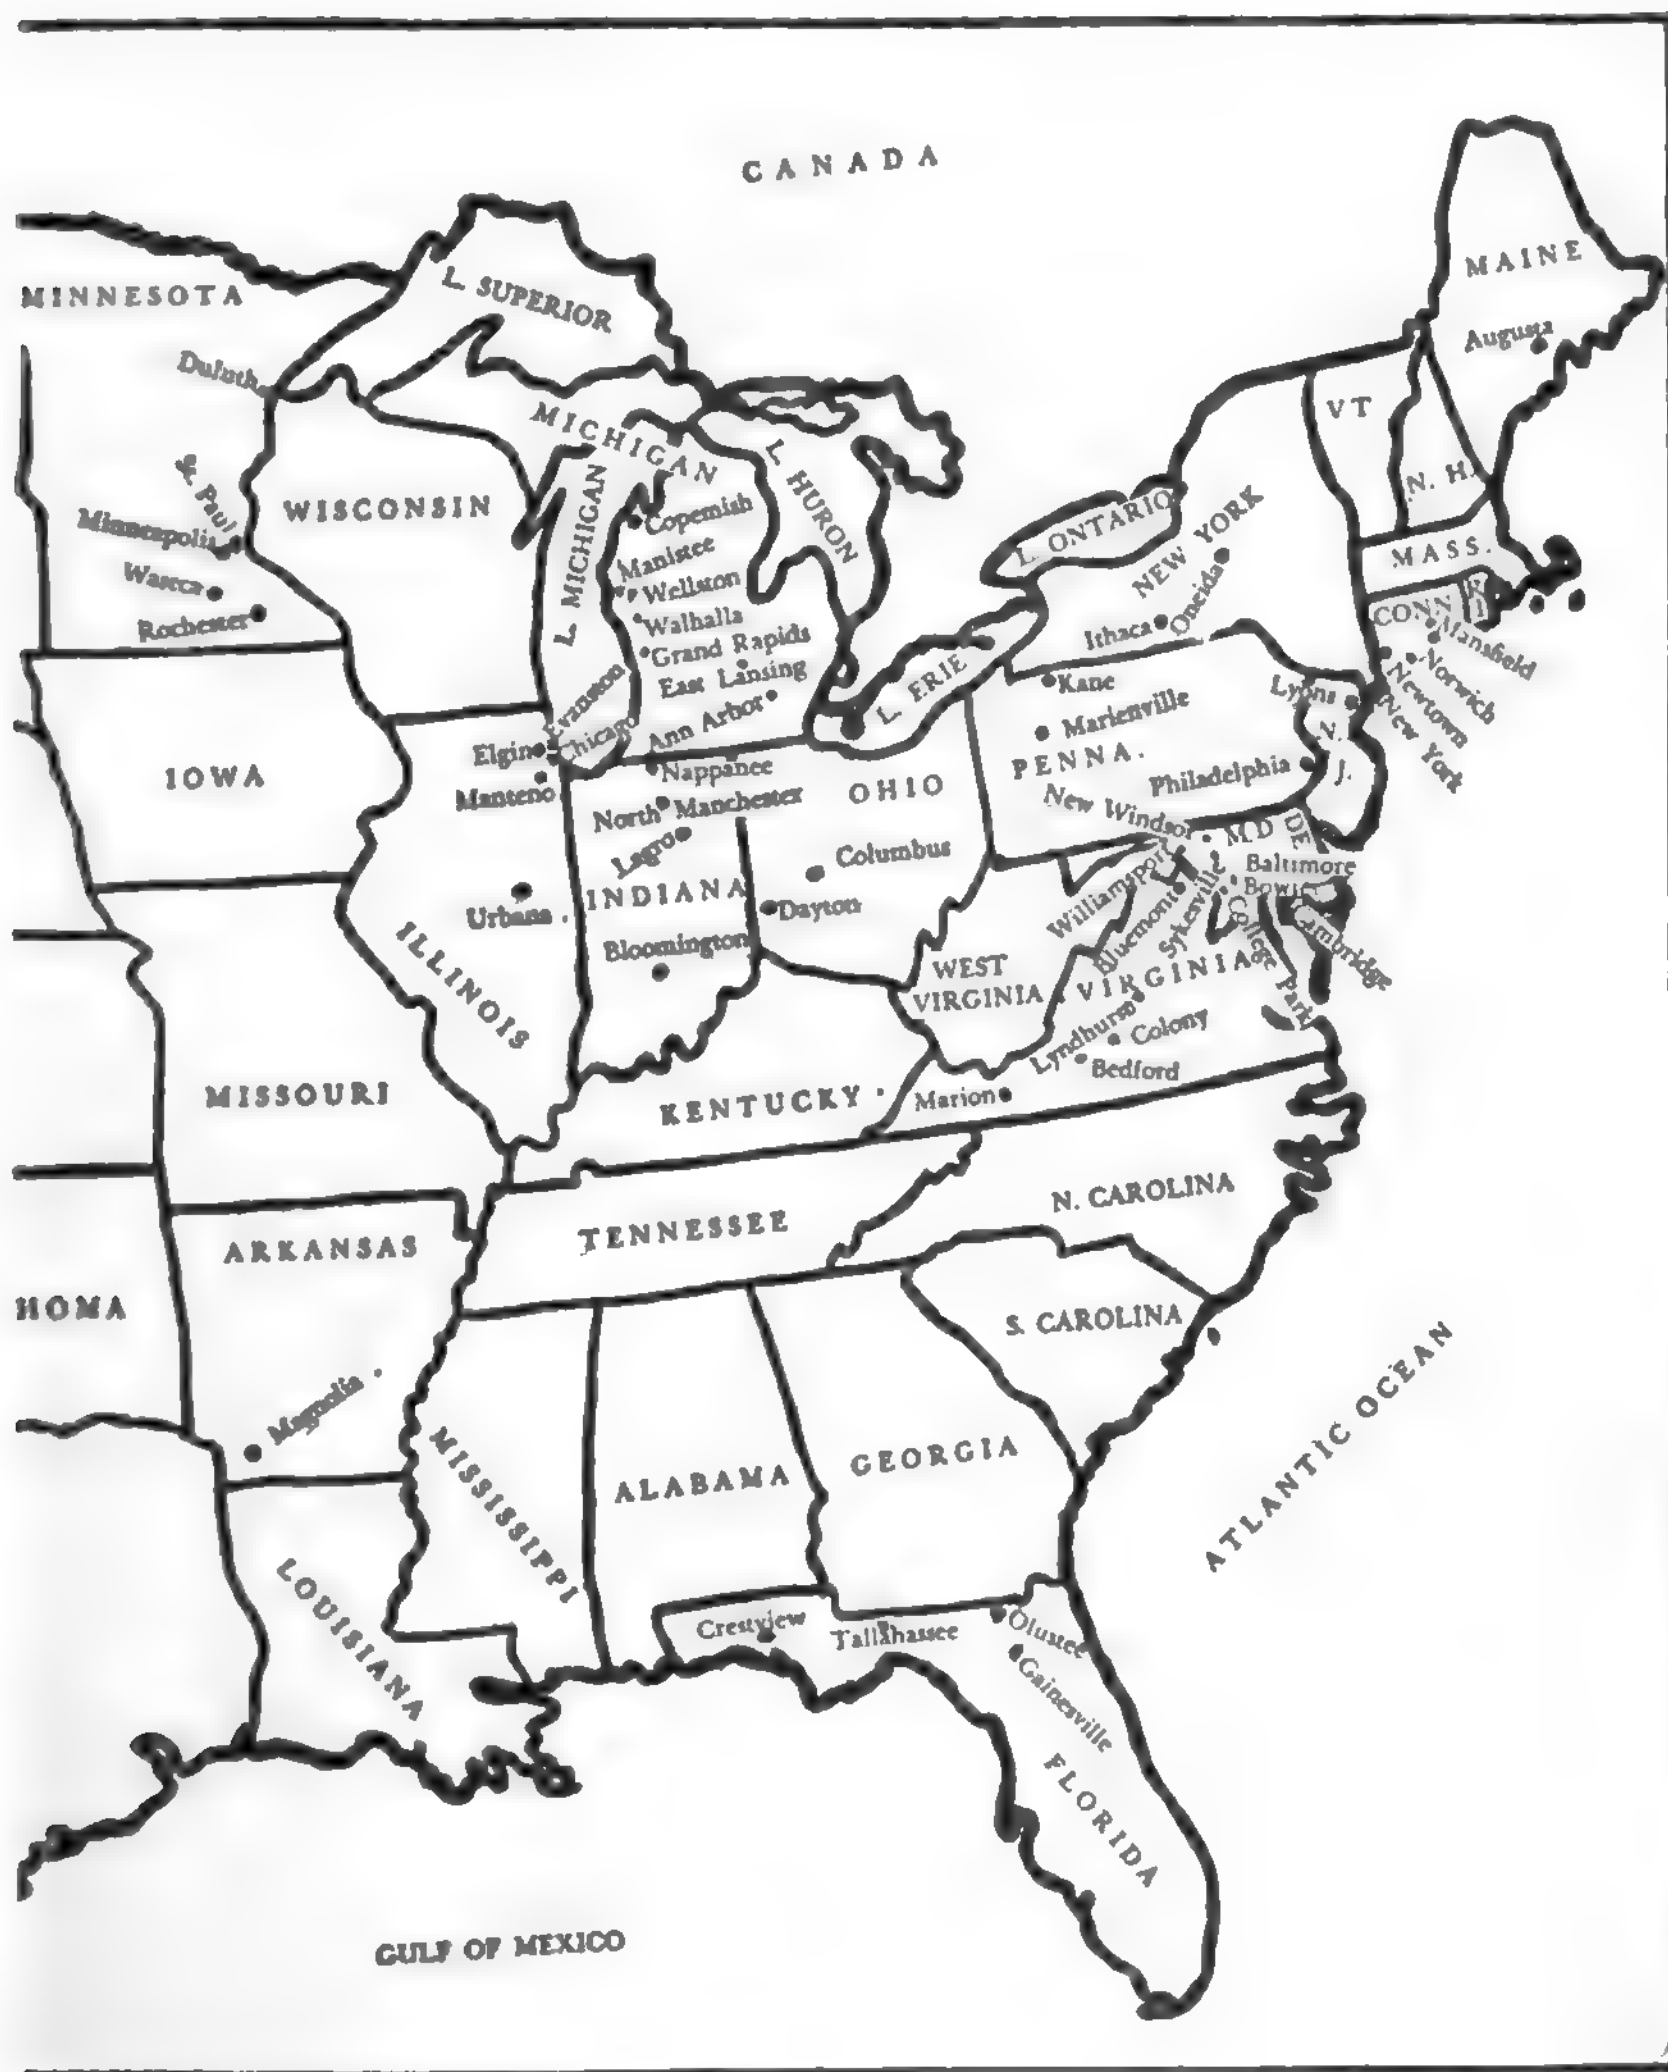 CANADA
MAINE
MINNESOTA
L. SUPERIOR
Augusta
Duluth
VT
MICHIGAN
N. H.
St. Paul
WISCONSIN
L. MICHIGAN
L. HURON
Copemish
L. ONTARIO
NEW YORK
Minneapolis
Manistee
MASS.
Waseca
Wellston
Oneida
CONN
R I
Rochester
Walhalla
Ithaca
Mansfield
Grand Rapids
Norwich
East Lansing
L. ERIE
Kane
Newtown
Evanston
Ann Arbor
Marienville
Lyons
New York
Elgin
Chicago
PENNA.
N. J.
IOWA
Nappanee
OHIO
Philadelphia
Manteno
North Manchester
New Windsor
MD
DE
Lagro
Columbus
Baltimore
Williamsport
Bowie
Urbana
INDIANA
Dayton
Bluemont
Sykesville
College Park
Cambridge
ILLINOIS
Bloomington
WEST
VIRGINIA
VIRGINIA
Lyndhurst
Colony
Bedford
MISSOURI
KENTUCKY
Marion
N. CAROLINA
TENNESSEE
ARKANSAS
HOMA
S. CAROLINA
Magnolia
ATLANTIC OCEAN
MISSISSIPPI
ALABAMA
GEORGIA
LOUISIANA
Crestview
Tallahassee
Olustee
Gainesville
FLORIDA
GULF OF MEXICO